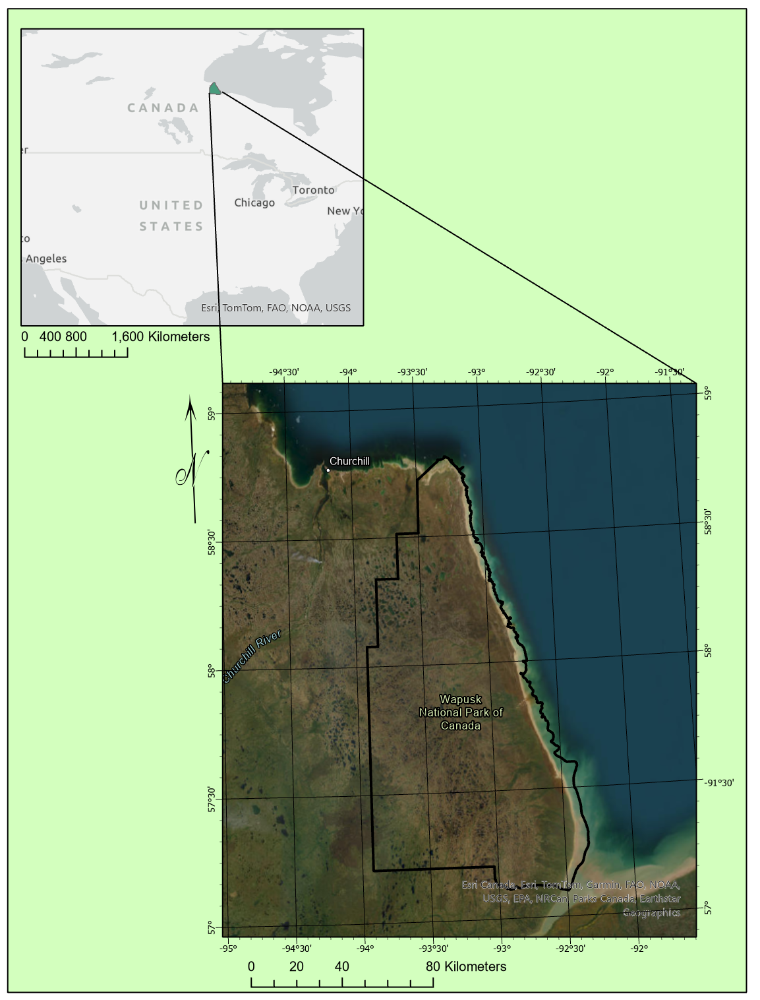 CANADA
er
Toronto
Chicago
New Yo
UNITED
STATES
co
Angeles
Esri, TomTom, FAO, NOAA, USGS
0 400 800 1,600 Kilometers
-94°30' -94° -93°30' -93° -92°30' -92° -91°30'
59°
59°
N
Churchill
58°30'
58°30'
Churchill River
58°
58°
Wapusk
National Park of
Canada
-91°30'
57°30'
Esri Canada, Esri, TomTom, Garmin, FAO, NOAA,
USGS, EPA, NRCan, Parks Canada, Earthstar
Geographics
57°
57°
-95° -94°30' -94° -93°30' -93° -92°30' -92°
0 20 40 80 Kilometers